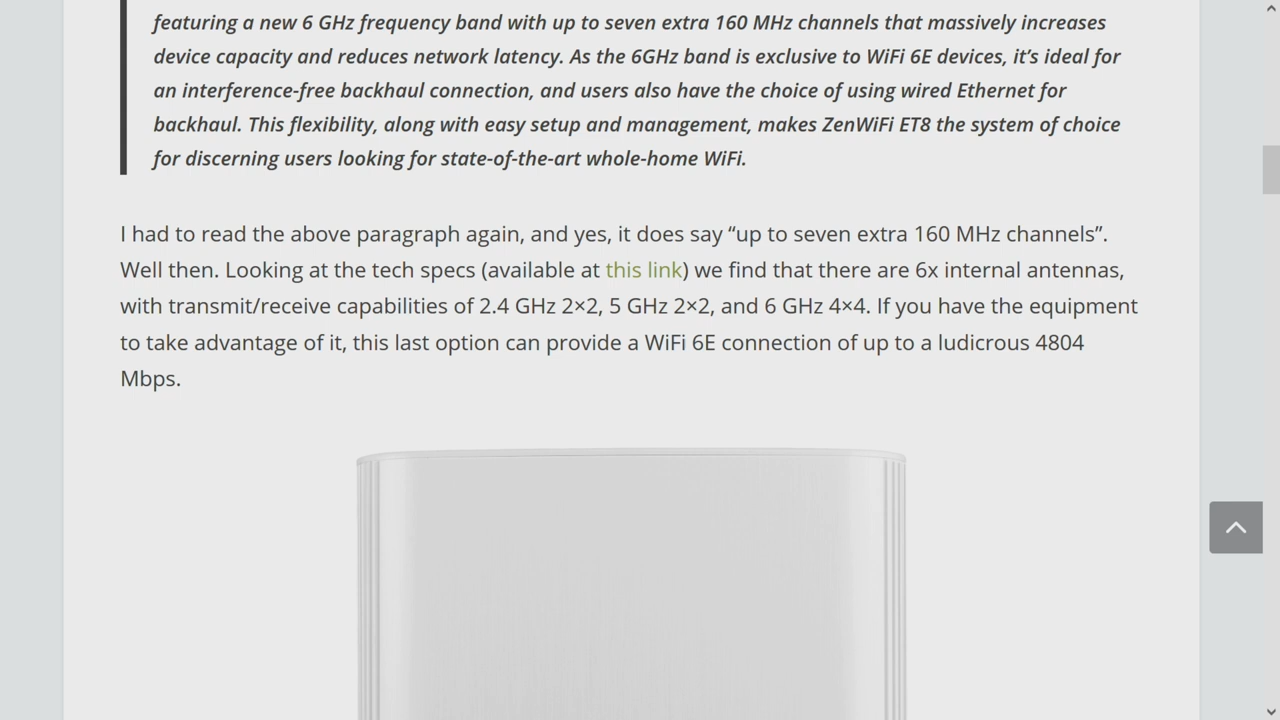 featuring a new 6 GHz frequency band with up to seven extra 160 MHz channels that massively increases
device capacity and reduces network latency. As the 6GHz band is exclusive to WiFi 6E devices, it’s ideal for
an interference-free backhaul connection, and users also have the choice of using wired Ethernet for
backhaul. This flexibility, along with easy setup and management, makes ZenWiFi ET8 the system of choice
for discerning users looking for state-of-the-art whole-home WiFi.
I had to read the above paragraph again, and yes, it does say “up to seven extra 160 MHz channels”.
Well then. Looking at the tech specs (available at this link) we find that there are 6x internal antennas,
with transmit/receive capabilities of 2.4 GHz 2×2, 5 GHz 2×2, and 6 GHz 4×4. If you have the equipment
to take advantage of it, this last option can provide a WiFi 6E connection of up to a ludicrous 4804
Mbps.